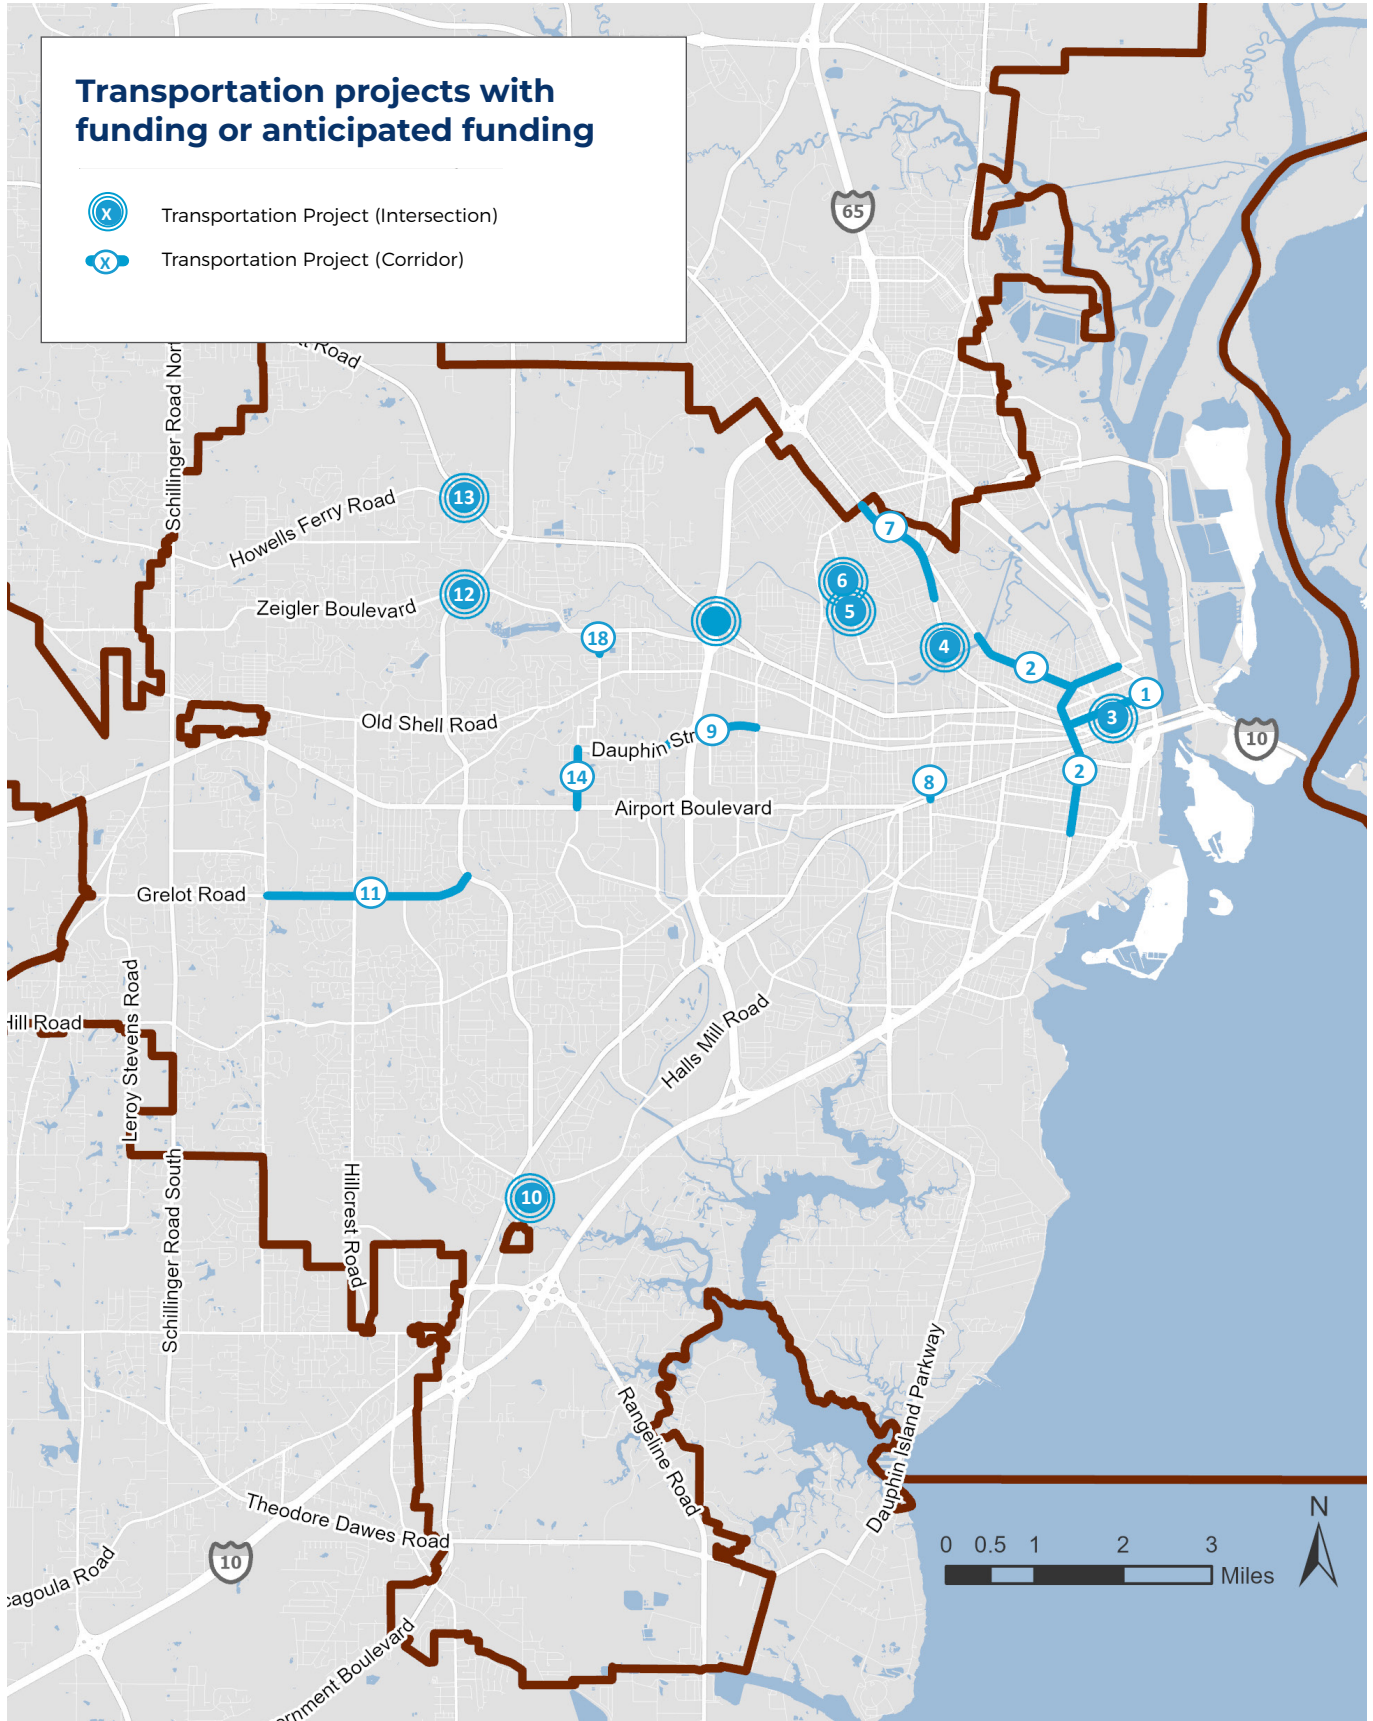 Transportation projects with
funding or anticipated funding
X
Transportation Project (Intersection)
X
Transportation Project (Corridor)
65
Road
Schillinger Road Nort
13
Howells Ferry Road
7
6
12
5
Zeigler Boulevard
18
4
2
1
Old Shell Road
3
9
Dauphin Str
10
2
14
8
Airport Boulevard
11
Grelot Road
Leroy Stevens Road
Hill Road
Halls Mill Road
Schillinger Road South
Hillcrest Road
10
Rangeline Road
Dauphin Island Parkway
Theodore Dawes Road
N
0 0.5 1 2 3
Miles
10
cagoula Road
ernment Boulevard